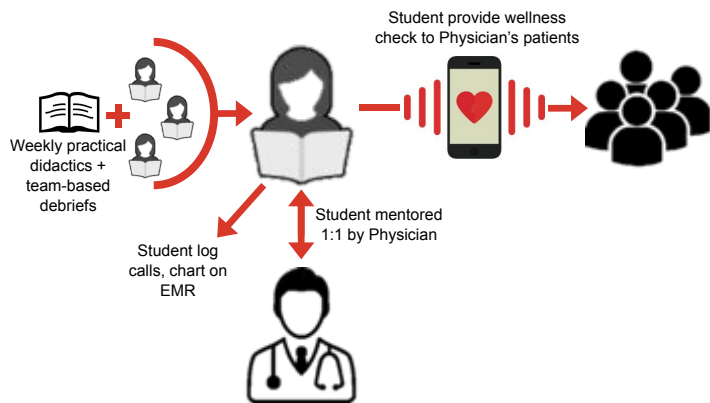 Student provide wellness
check to Physician's patients
Weekly practical
didactics +
team-based
debriefs
Student mentored
1:1 by Physician
Student log
calls, chart on
EMR